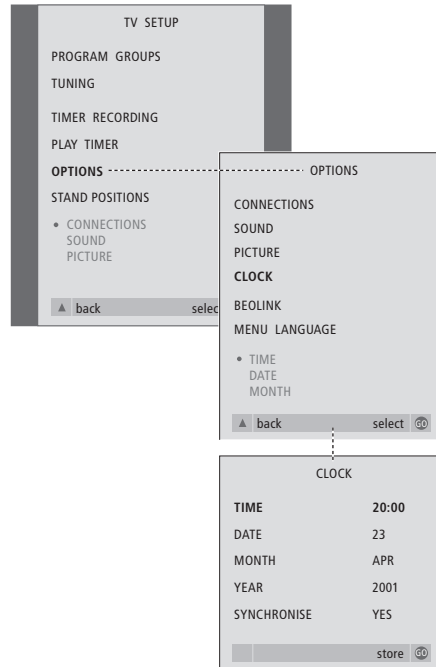 TV SETUP
PROGRAM GROUPS
TUNING
TIMER RECORDING
PLAY TIMER
OPTIONS
STAND POSITIONS
• CONNECTIONS
SOUND
PICTURE
▲ back selec
OPTIONS
CONNECTIONS
SOUND
PICTURE
CLOCK
BEOLINK
MENU LANGUAGE
• TIME
DATE
MONTH
▲ back select GO
CLOCK
TIME 20:00
DATE 23
MONTH APR
YEAR 2001
SYNCHRONISE YES
store GO